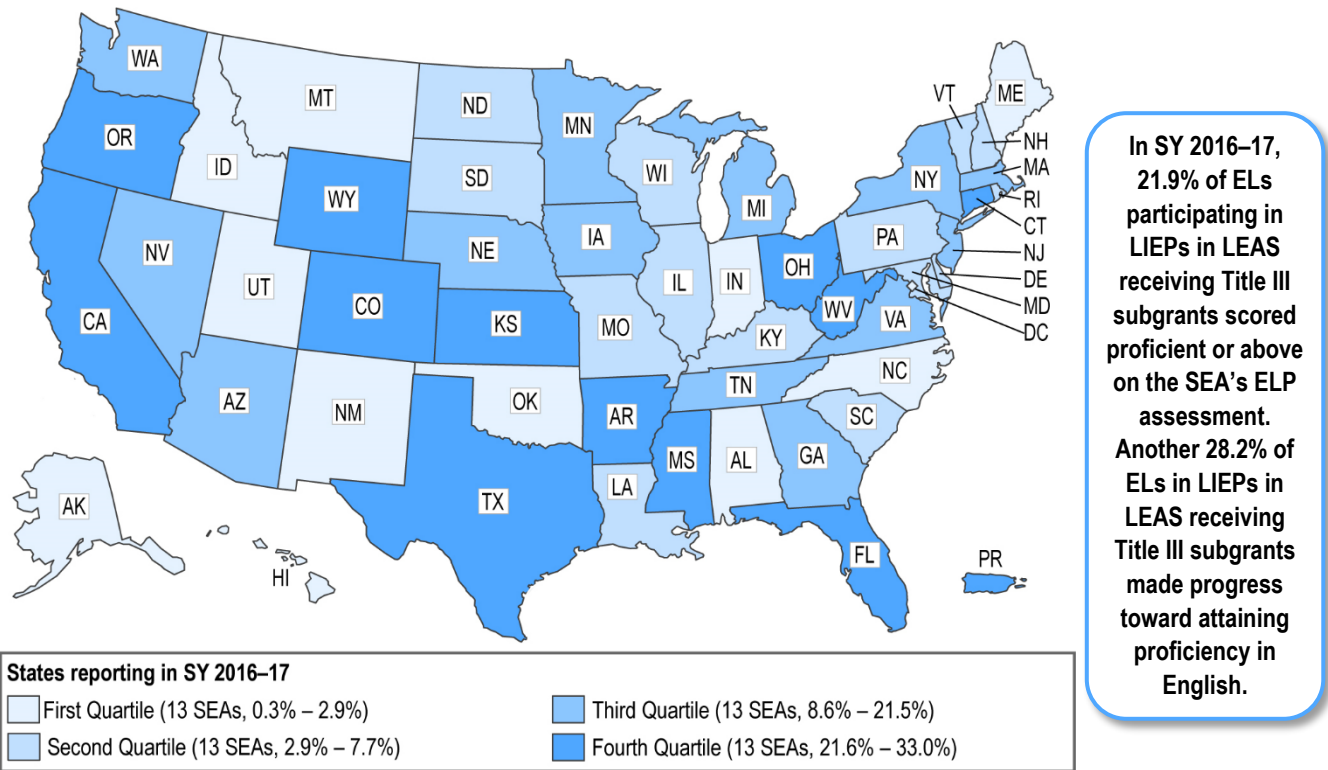 WA
MT
ND
MN
VT
ME
OR
ID
SD
WI
NH
MA
NY
WY
MI
RI
CT
NV
NE
IA
PA
NJ
UT
IL
IN
OH
DE
CA
CO
KS
MO
WV
VA
MD
DC
KY
NC
TN
AZ
NM
OK
AR
SC
MS
AL
GA
LA
AK
TX
FL
HI
PR
In SY 2016–17,
21.9% of ELs
participating in
LIEPs in LEAS
receiving Title III
subgrants scored
proficient or above
on the SEA’s ELP
assessment.
Another 28.2% of
ELs in LIEPs in
LEAS receiving
Title III subgrants
made progress
toward attaining
proficiency in
English.
States reporting in SY 2016–17
First Quartile (13 SEAs, 0.3% – 2.9%)
Second Quartile (13 SEAs, 2.9% – 7.7%)
Third Quartile (13 SEAs, 8.6% – 21.5%)
Fourth Quartile (13 SEAs, 21.6% – 33.0%)